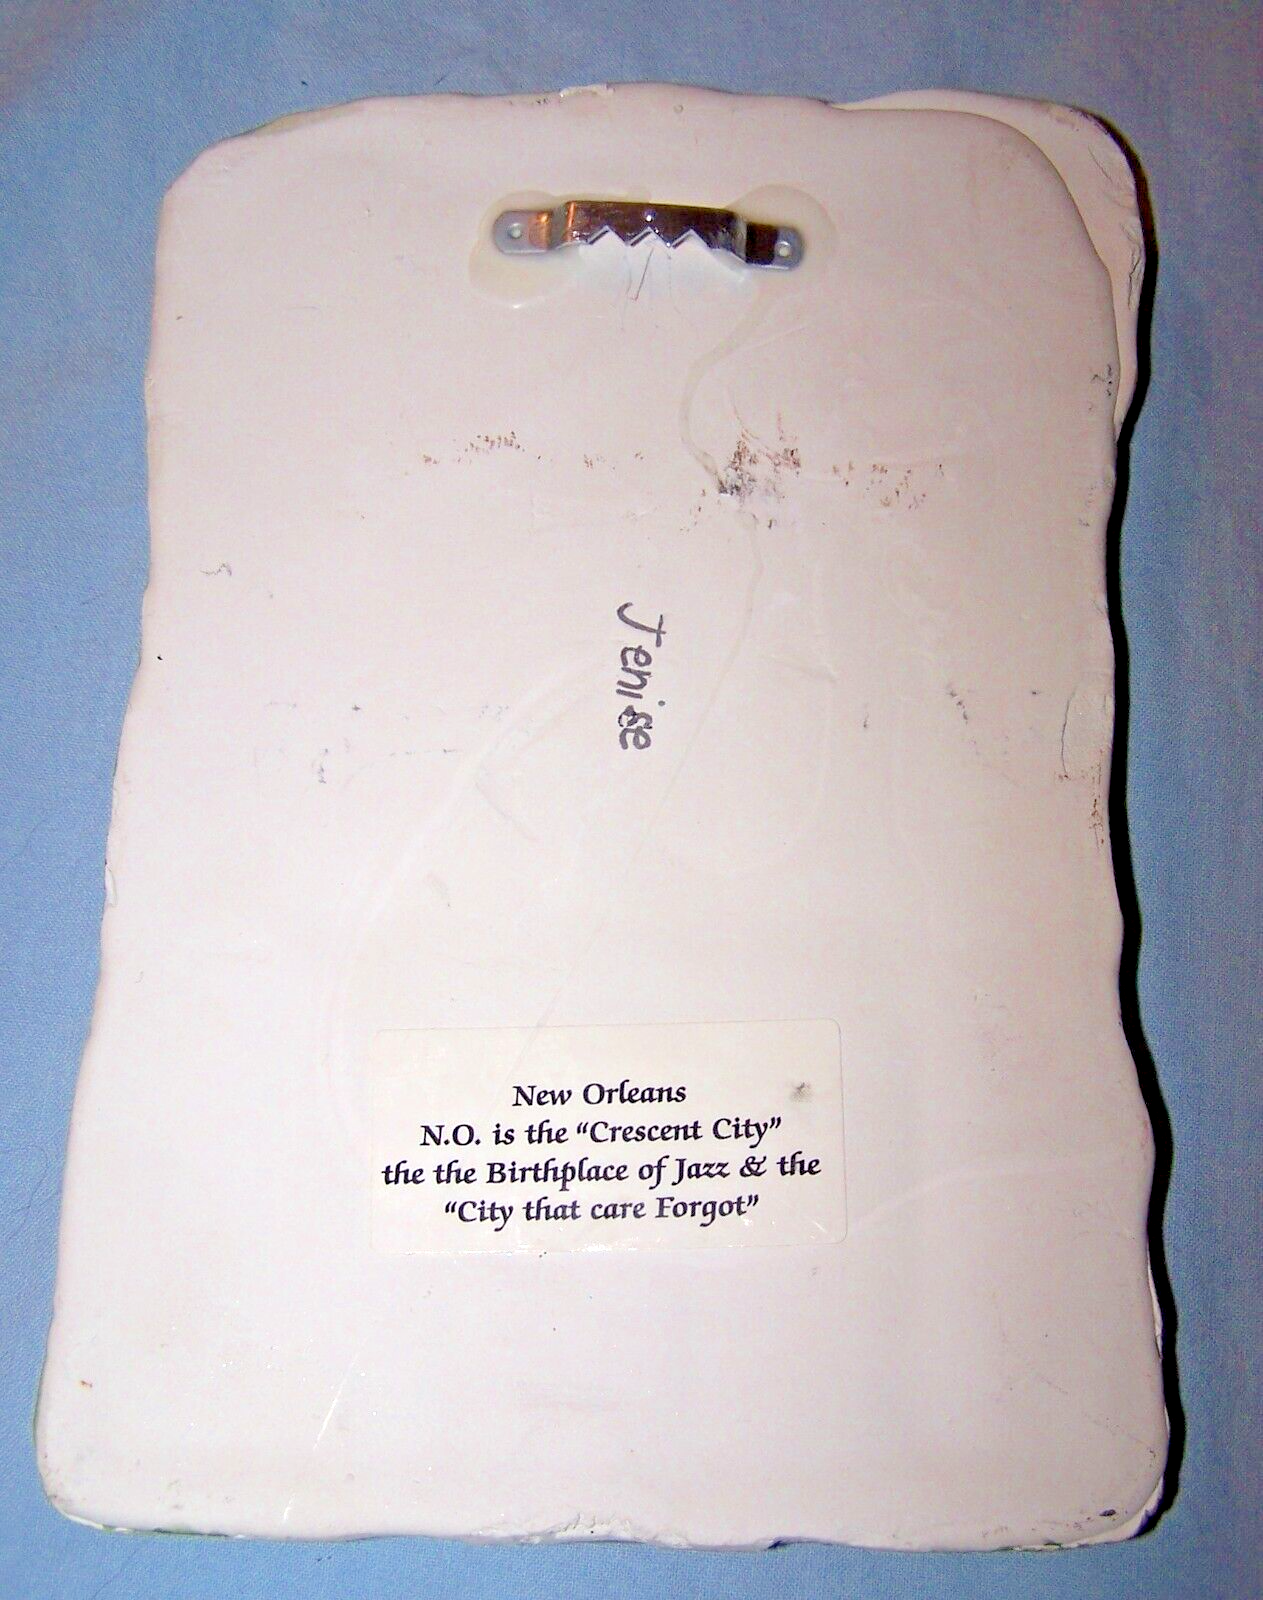 Jenise
New Orleans
N.O. is the “Crescent City”
the the Birthplace of Jazz & the
“City that care Forgot”